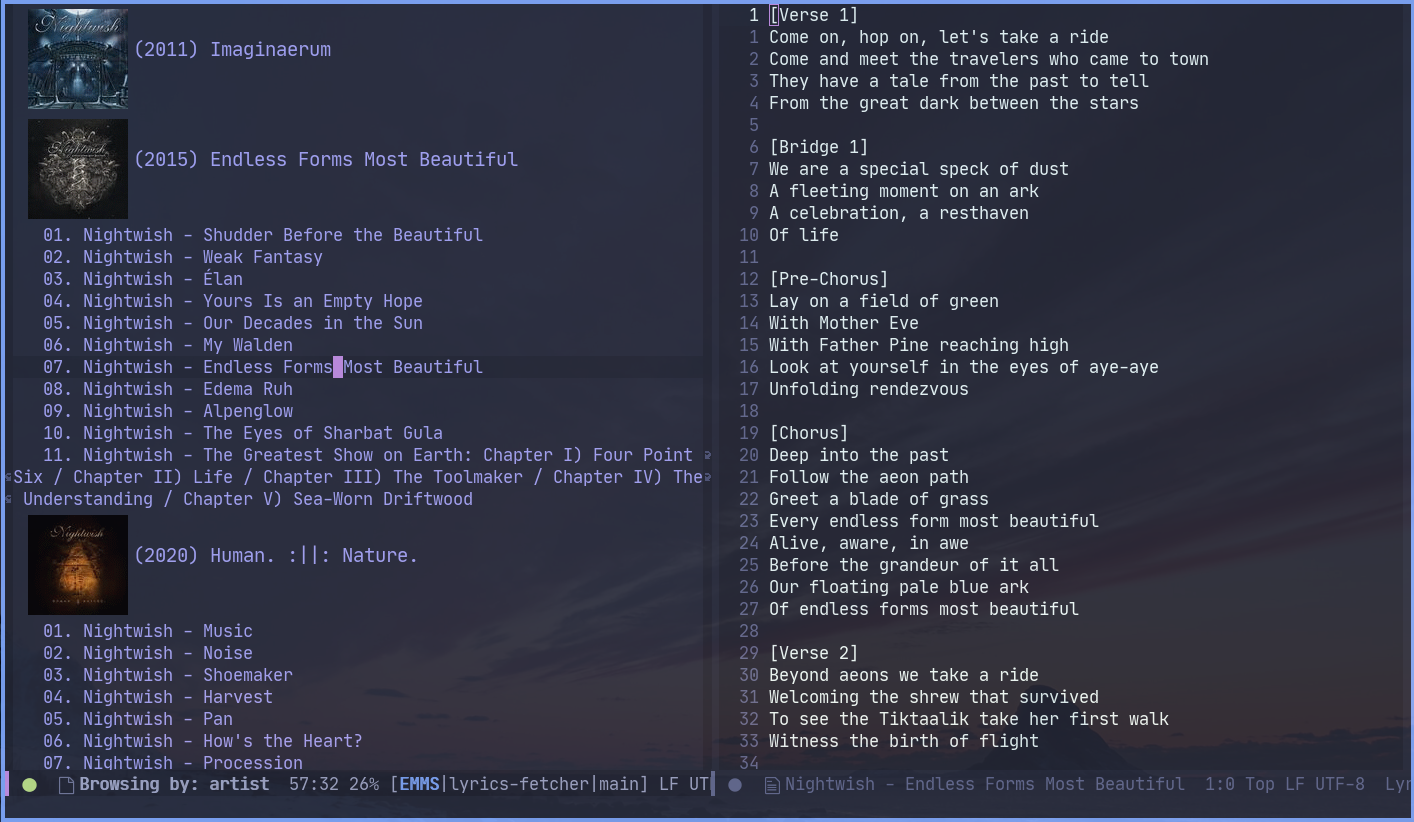 Nightwish
(2011) Imaginaerum
Nightwish
(2015) Endless Forms Most Beautiful
01. Nightwish - Shudder Before the Beautiful
02. Nightwish - Weak Fantasy
03. Nightwish - Élan
04. Nightwish - Yours Is an Empty Hope
05. Nightwish - Our Decades in the Sun
06. Nightwish - My Walden
07. Nightwish - Endless Forms Most Beautiful
08. Nightwish - Edema Ruh
09. Nightwish - Alpenglow
10. Nightwish - The Eyes of Sharbat Gula
11. Nightwish - The Greatest Show on Earth: Chapter I) Four Point
Six / Chapter II) Life / Chapter III) The Toolmaker / Chapter IV) The
Understanding / Chapter V) Sea-Worn Driftwood
Nightwish
(2020) Human. :||: Nature.
01. Nightwish - Music
02. Nightwish - Noise
03. Nightwish - Shoemaker
04. Nightwish - Harvest
05. Nightwish - Pan
06. Nightwish - How's the Heart?
07. Nightwish - Procession
Browsing by: artist 57:32 26% [EMMS|lyrics-fetcher|main] LF UT
1 [Verse 1]
1 Come on, hop on, let's take a ride
2 Come and meet the travelers who came to town
3 They have a tale from the past to tell
4 From the great dark between the stars
5
6 [Bridge 1]
7 We are a special speck of dust
8 A fleeting moment on an ark
9 A celebration, a resthaven
10 Of life
11
12 [Pre-Chorus]
13 Lay on a field of green
14 With Mother Eve
15 With Father Pine reaching high
16 Look at yourself in the eyes of aye-aye
17 Unfolding rendezvous
18
19 [Chorus]
20 Deep into the past
21 Follow the aeon path
22 Greet a blade of grass
23 Every endless form most beautiful
24 Alive, aware, in awe
25 Before the grandeur of it all
26 Our floating pale blue ark
27 Of endless forms most beautiful
28
29 [Verse 2]
30 Beyond aeons we take a ride
31 Welcoming the shrew that survived
32 To see the Tiktaalik take her first walk
33 Witness the birth of flight
34
Nightwish - Endless Forms Most Beautiful 1:0 Top LF UTF-8 Lyr